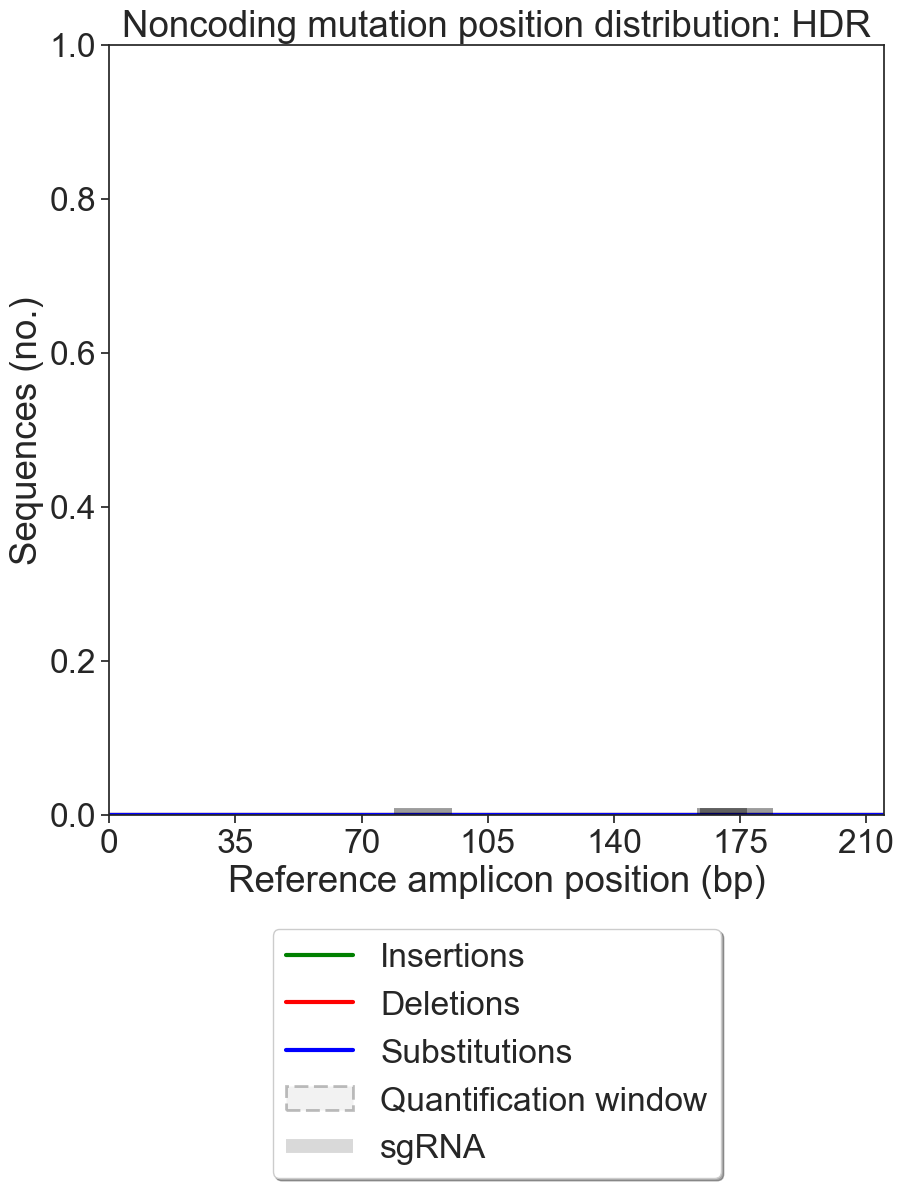 Noncoding mutation position distribution: HDR
1.0
0.8
0.6
0.4
0.2
0.0
Sequences (no.)
0 35 70 105 140 175 210
Reference amplicon position (bp)
Insertions
Deletions
Substitutions
Quantification window
sgRNA